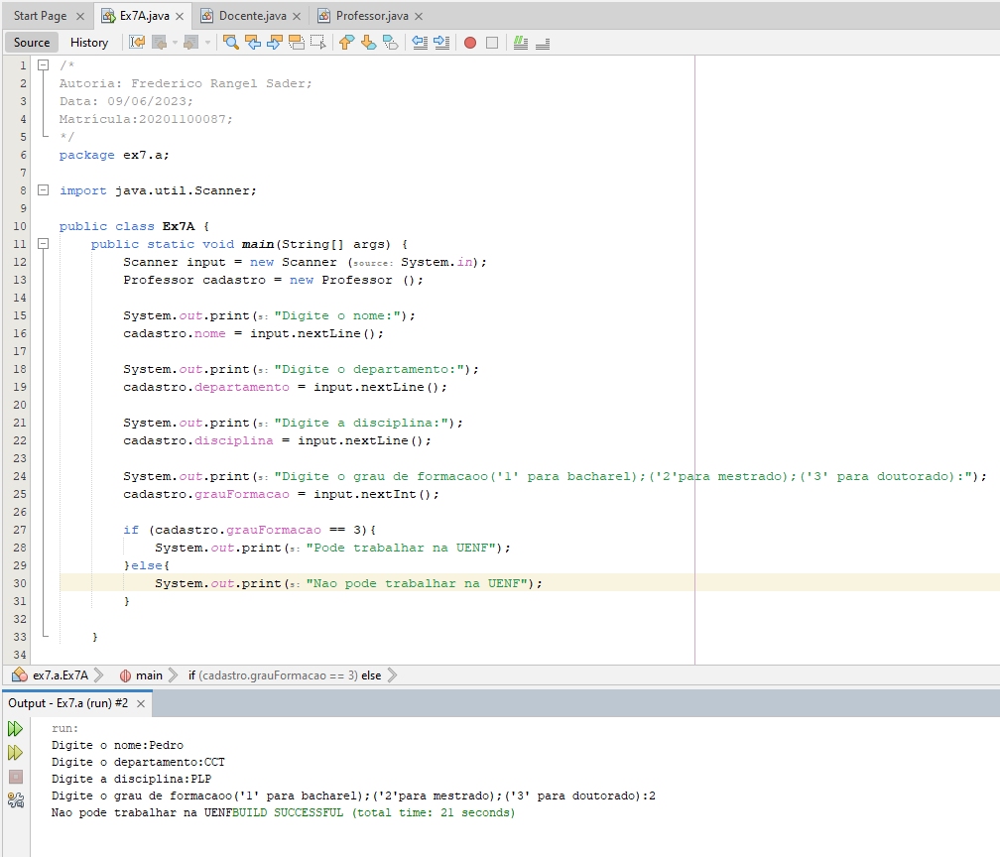 Start Page Ex7A.java Docente.java Professor.java
Source History
1 /*
2 Autoria: Frederico Rangel Sader;
3 Data: 09/06/2023;
4 Matrícula:20201100087;
5 */
6 package ex7.a;
7
8 import java.util.Scanner;
9
10 public class Ex7A {
11 public static void main(String[] args) {
12 Scanner input = new Scanner (source: System.in);
13 Professor cadastro = new Professor ();
14
15 System.out.print(s: "Digite o nome:");
16 cadastro.nome = input.nextLine();
17
18 System.out.print(s: "Digite o departamento:");
19 cadastro.departamento = input.nextLine();
20
21 System.out.print(s: "Digite a disciplina:");
22 cadastro.disciplina = input.nextLine();
23
24 System.out.print(s: "Digite o grau de formacaoo('1' para bacharel);('2'para mestrado);('3' para doutorado):");
25 cadastro.grauFormacao = input.nextInt();
26
27 if (cadastro.grauFormacao == 3){
28 System.out.print(s: "Pode trabalhar na UENF");
29 }else{
30 System.out.print(s: "Nao pode trabalhar na UENF");
31 }
32
33 }
34
ex7.a.Ex7A main if (cadastro.grauFormacao == 3) else
Output - Ex7.a (run) #2
run:
Digite o nome:Pedro
Digite o departamento:CCT
Digite a disciplina:PLP
Digite o grau de formacaoo('1' para bacharel);('2'para mestrado);('3' para doutorado):2
Nao pode trabalhar na UENFBUILD SUCCESSFUL (total time: 21 seconds)